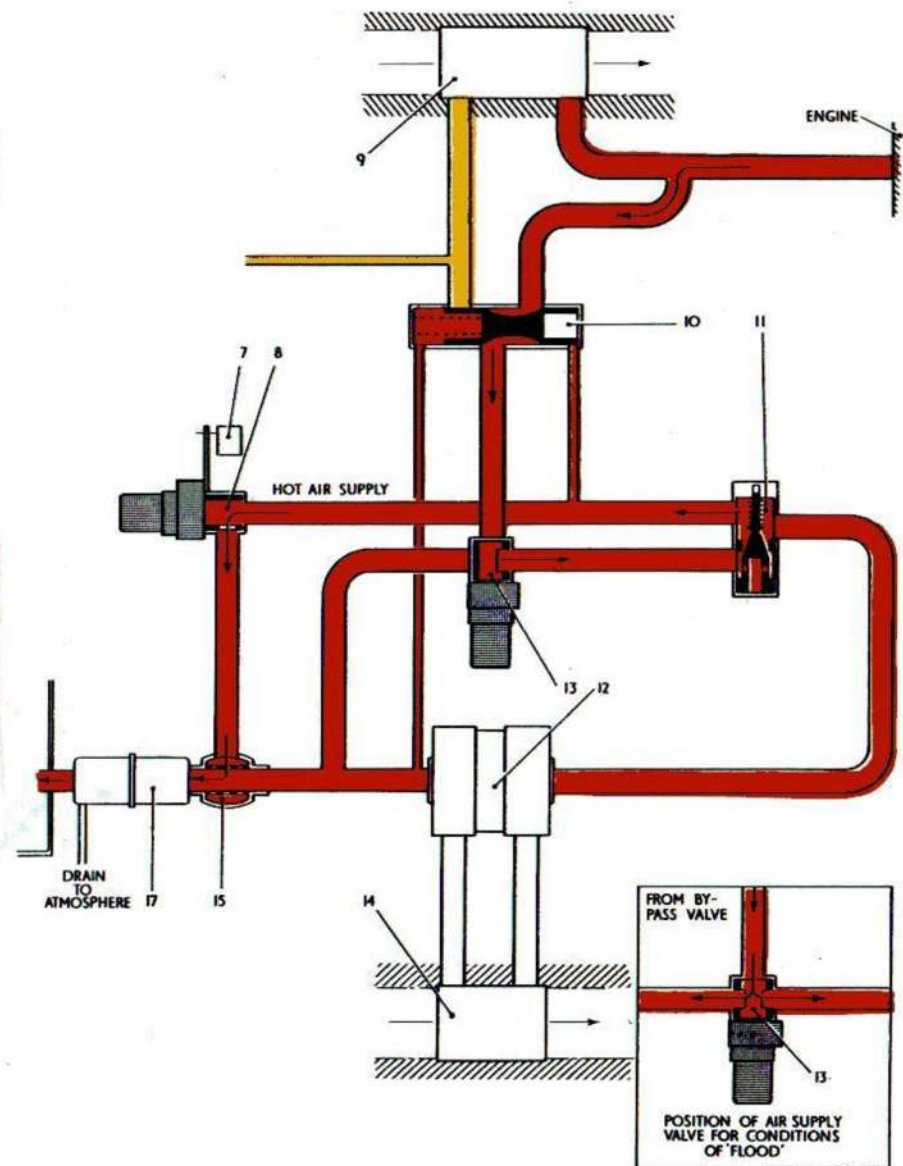 ENGINE
9
10
11
7
8
HOT AIR SUPPLY
13
12
DRAIN
TO
ATMOSPHERE
17
15
14
FROM BY-
PASS VALVE
13
POSITION OF AIR SUPPLY
VALVE FOR CONDITIONS
OF 'FLOOD'